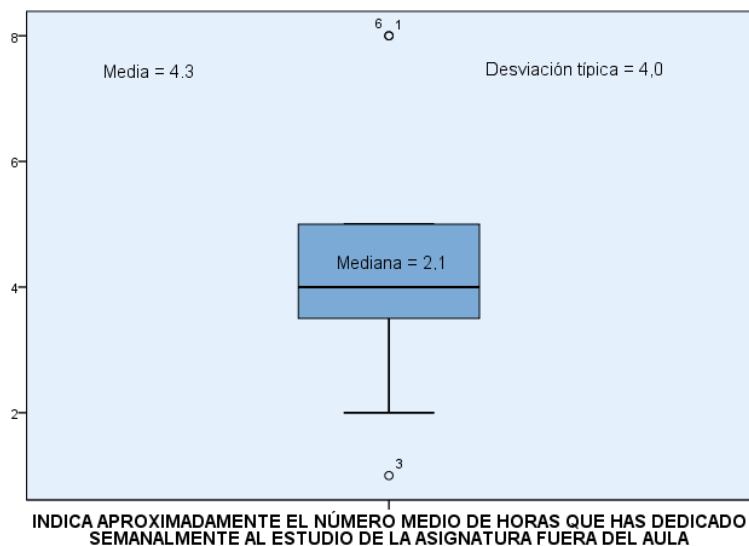 8
6 1
Media = 4.3
Desviación típica = 4,0
6
Mediana = 2,1
4
2
3
INDICA APROXIMADAMENTE EL NÚMERO MEDIO DE HORAS QUE HAS DEDICADO
SEMANALMENTE AL ESTUDIO DE LA ASIGNATURA FUERA DEL AULA